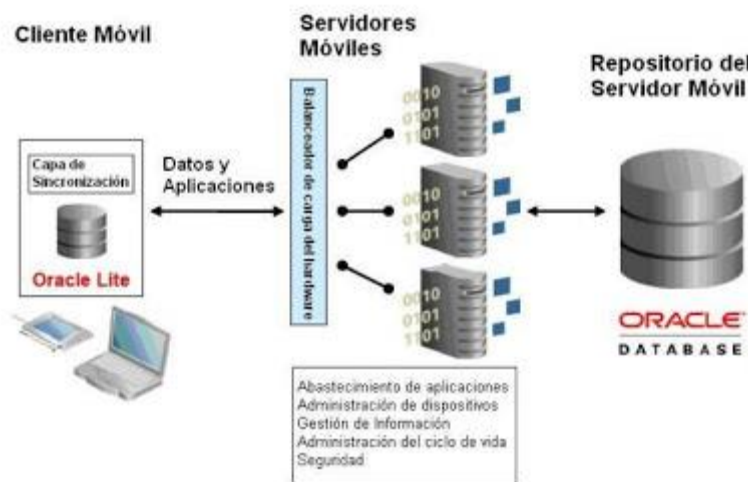 Cliente Móvil
Capa de
Sincronización
Oracle Lite
Datos y
Aplicaciones
Servidores
Móviles
Balanceador de carga del hardware
0010
0101
1101
0010
0101
1101
0010
0101
1101
Abastecimiento de aplicaciones
Administración de dispositivos
Gestión de Información
Administración del ciclo de vida
Seguridad
Repositorio del
Servidor Móvil
ORACLE
DATABASE